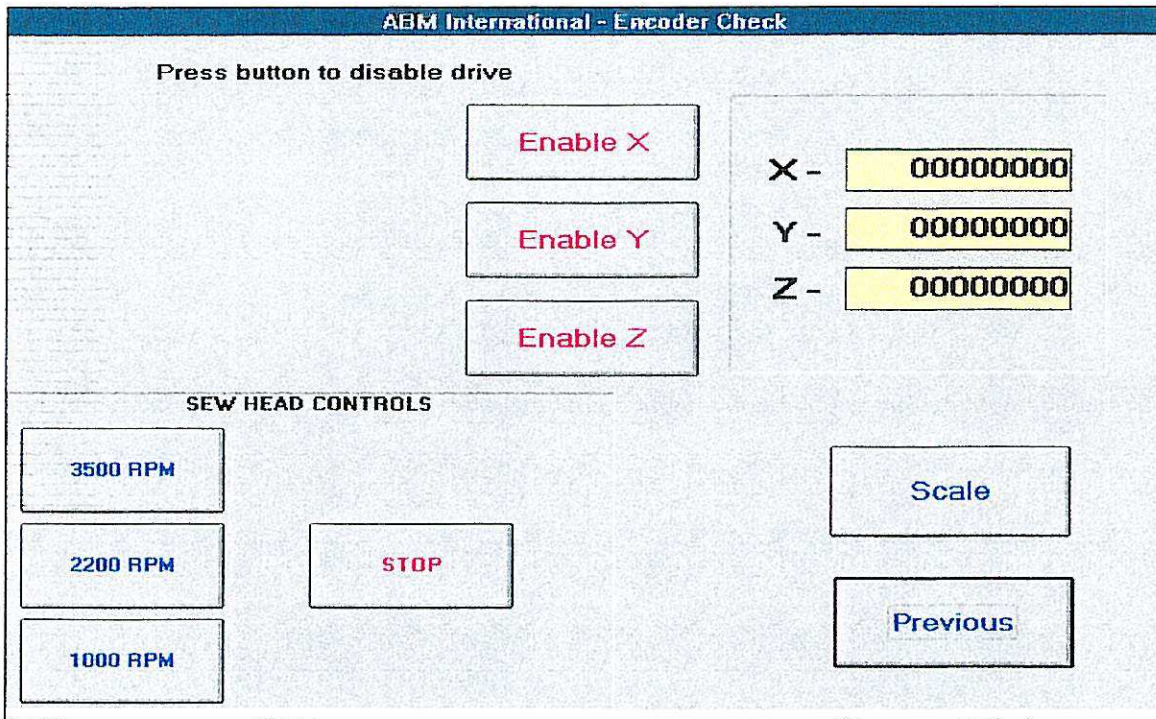 ABM International - Encoder Check
Press button to disable drive
Enable X
Enable Y
Enable Z
X - 00000000
Y - 00000000
Z - 00000000
SEW HEAD CONTROLS
3500 RPM
2200 RPM
1000 RPM
STOP
Scale
Previous